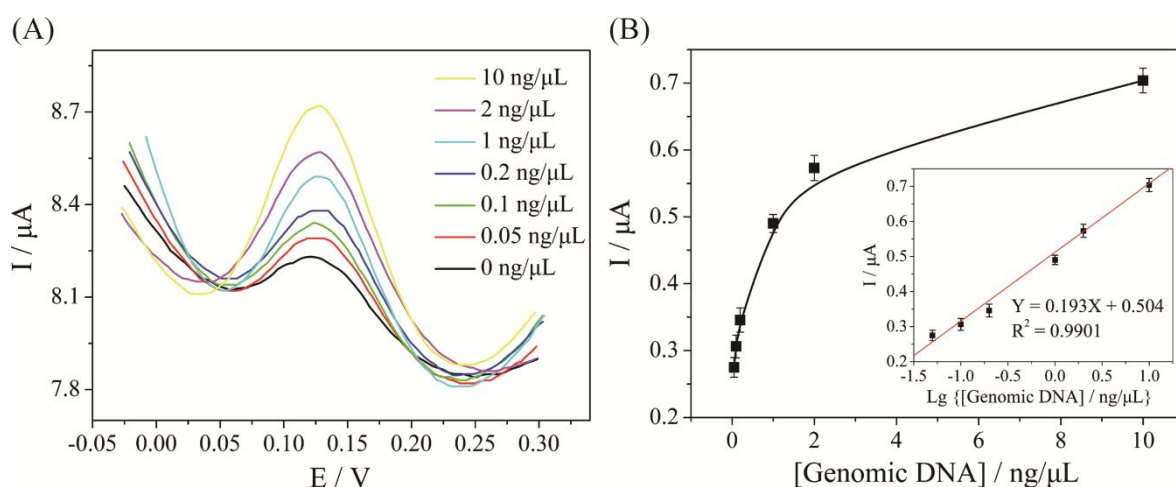 (A)
I / μA
8.7
8.4
8.1
7.8
-0.05 0.00 0.05 0.10 0.15 0.20 0.25 0.30
E / V
10 ng/μL
2 ng/μL
1 ng/μL
0.2 ng/μL
0.1 ng/μL
0.05 ng/μL
0 ng/μL
(B)
I / μA
0.7
0.6
0.5
0.4
0.3
0.2
0 2 4 6 8 10
[Genomic DNA] / ng/μL
I / μA
0.7
0.6
0.5
0.4
0.3
0.2
Y = 0.193X + 0.504
R² = 0.9901
-1.5 -1.0 -0.5 0.0 0.5 1.0
Lg {[Genomic DNA] / ng/μL}